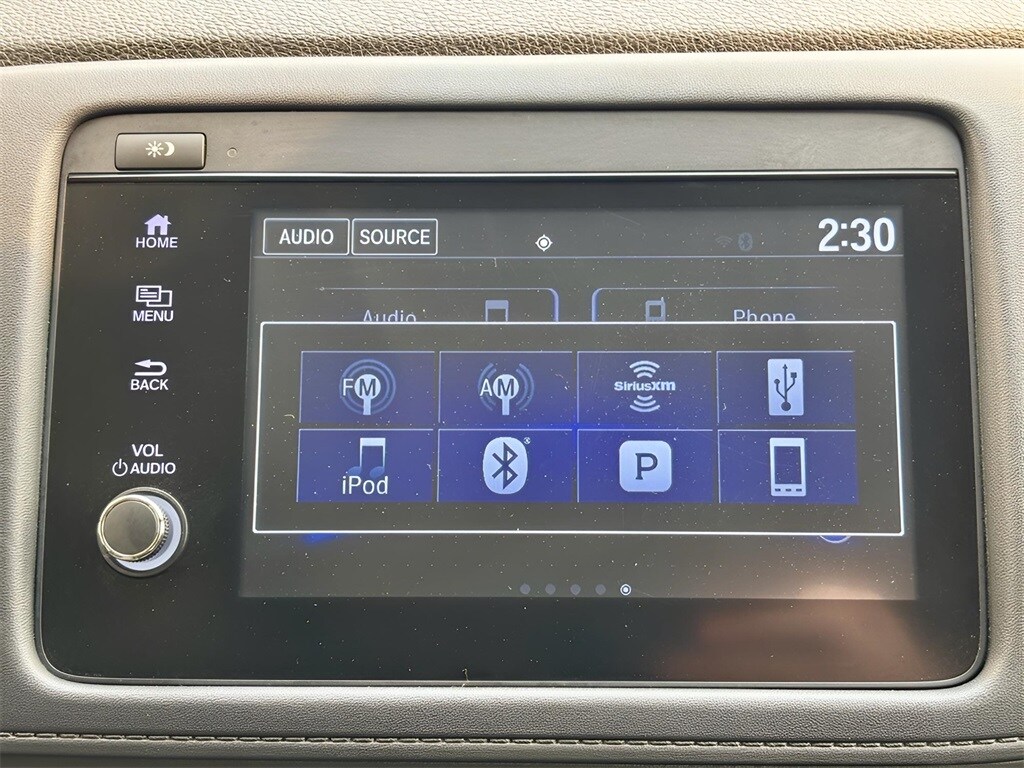 HOME
MENU
BACK
VOL
AUDIO
AUDIO SOURCE 2:30
Audio Phone
FM AM SiriusXM
iPod P